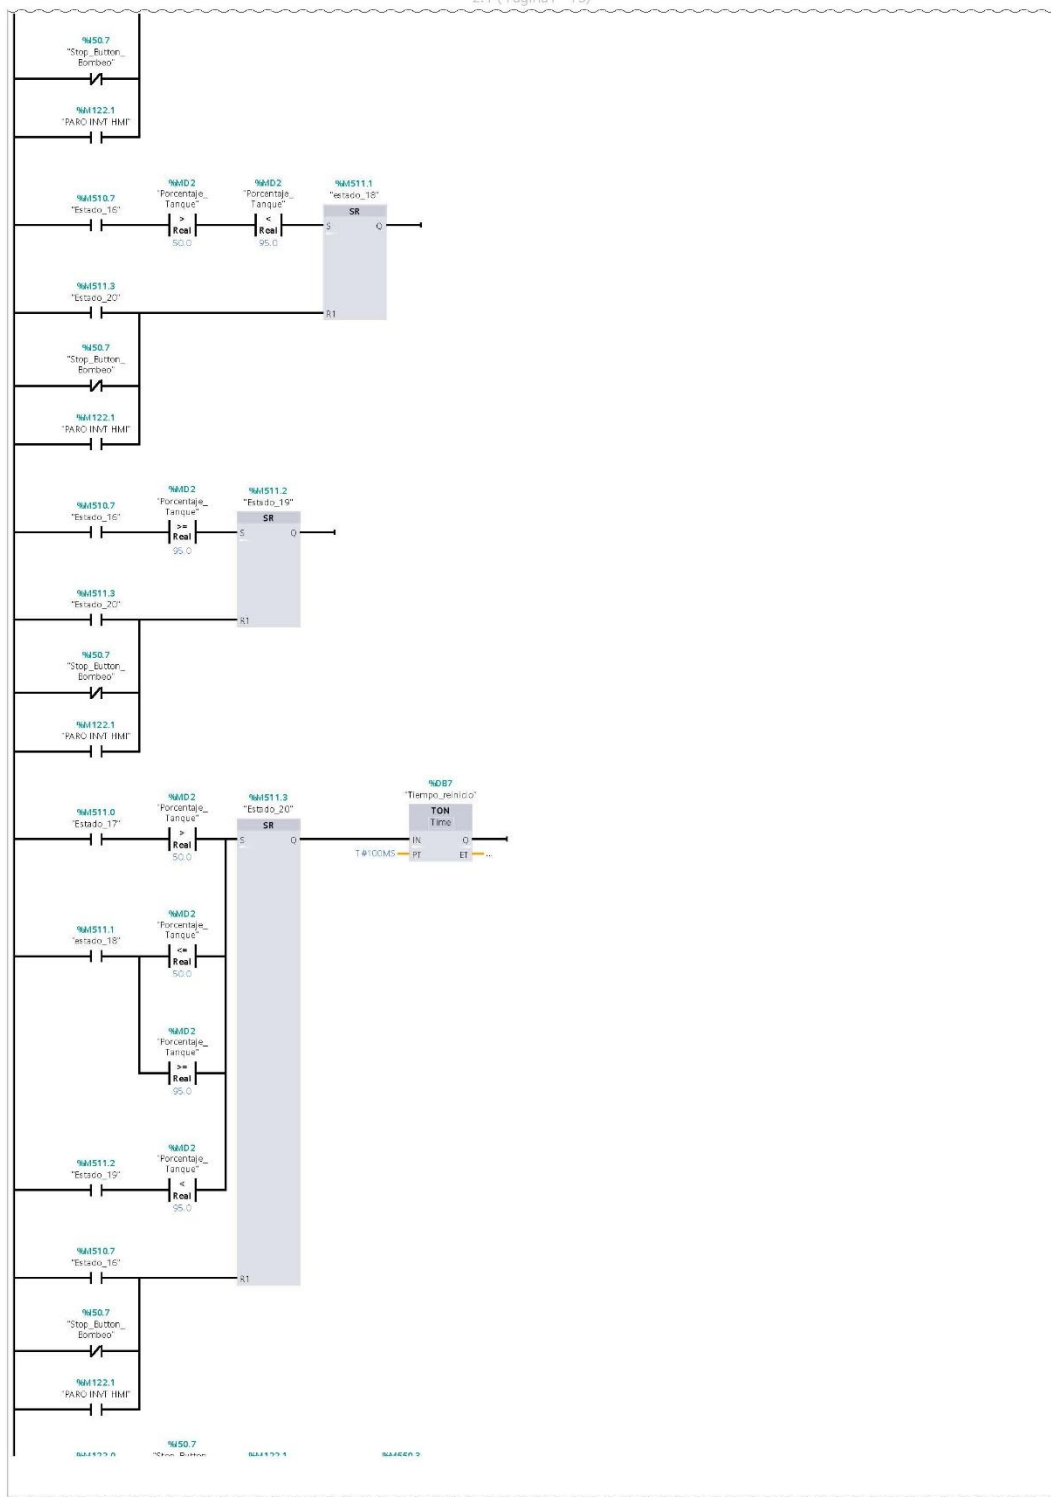 %I50.7
"Stop_Button_
Bombeo"
%M122.1
"PARO INVT HMI"
%M510.7
"Estado_16"
%MD2
"Porcentaje_
Tanque"
>
Real
50.0
%MD2
"Porcentaje_
Tanque"
<
Real
95.0
%M511.1
"estado_18"
SR
S
Q
%M511.3
"Estado_20"
R1
%I50.7
"Stop_Button_
Bombeo"
%M122.1
"PARO INVT HMI"
%M510.7
"Estado_16"
%MD2
"Porcentaje_
Tanque"
>=
Real
95.0
%M511.2
"Estado_19"
SR
S
Q
%M511.3
"Estado_20"
R1
%I50.7
"Stop_Button_
Bombeo"
%M122.1
"PARO INVT HMI"
%M511.0
"Estado_17"
%MD2
"Porcentaje_
Tanque"
>
Real
50.0
%M511.3
"Estado_20"
SR
S
Q
%DB7
"Tiempo_reinicio"
TON
Time
IN
Q
T#100MS
PT
ET
...
%M511.1
"estado_18"
%MD2
"Porcentaje_
Tanque"
<=
Real
50.0
%MD2
"Porcentaje_
Tanque"
>=
Real
95.0
%M511.2
"Estado_19"
%MD2
"Porcentaje_
Tanque"
<
Real
95.0
%M510.7
"Estado_16"
R1
%I50.7
"Stop_Button_
Bombeo"
%M122.1
"PARO INVT HMI"
%I50.7
"Stop_Button_
%M122.1